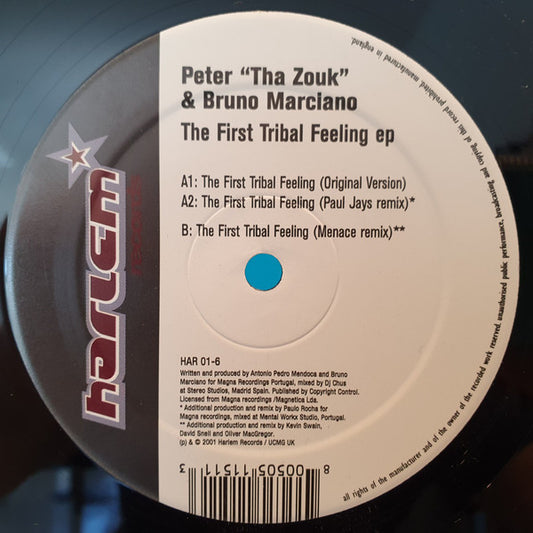 harlem
records
Peter “Tha Zouk”
& Bruno Marciano
The First Tribal Feeling ep
A1: The First Tribal Feeling (Original Version)
A2: The First Tribal Feeling (Paul Jays remix)*
B: The First Tribal Feeling (Menace remix)**
HAR 01-6
Written and produced by Antonio Pedro Mendoca and Bruno
Marciano for Magna Recordings Portugal, mixed by Dj Chus
at Stereo Studios, Madrid Spain. Published by Copyright Control.
Licensed from Magna recordings /Magnetica Lda.
* Additional production and remix by Paulo Rocha for
Magna recordings, mixed at Mental Works Studio, Portugal.
** Additional production and remix by Kevin Swain,
David Snell and Oliver MacGregor.
(p) & © 2001 Harlem Records / UCMG UK
8 00505 11511 3
all rights of the manufacturer and of the owner of the recorded work reserved. unauthorised public performance, broadcasting and copying of this record prohibited. manufactured in england.